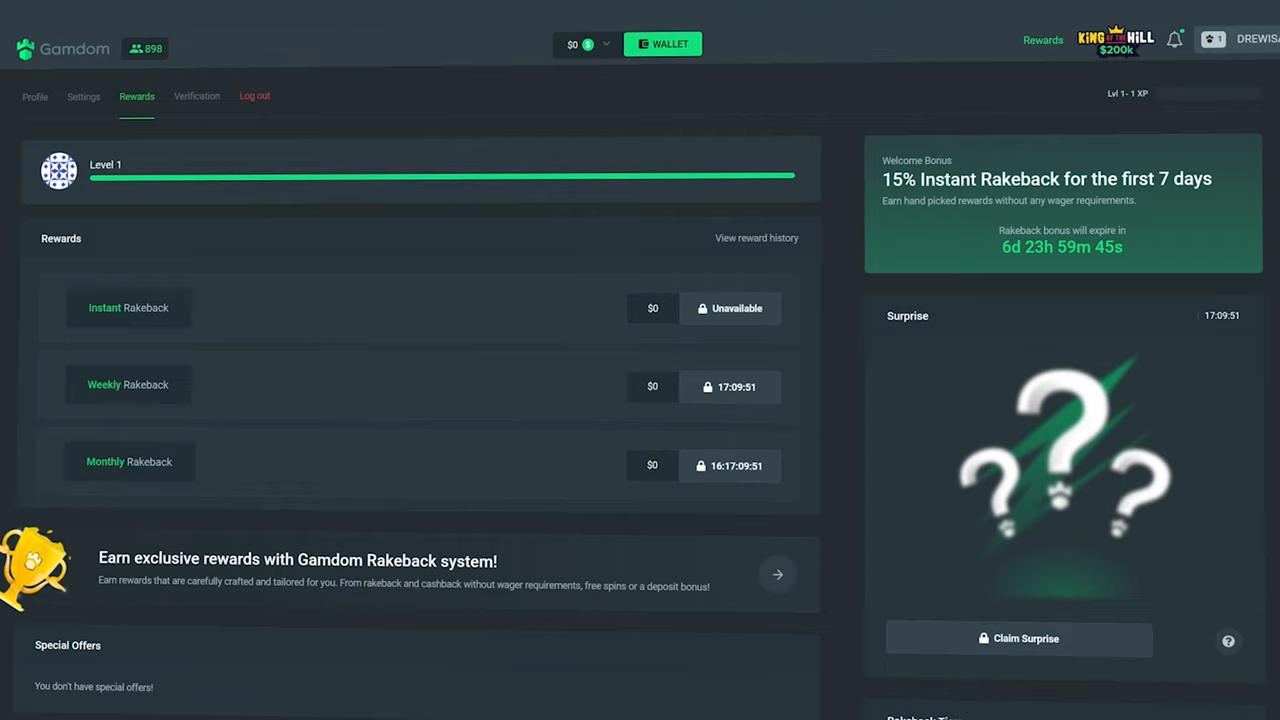 Gamdom
898
$0
WALLET
Rewards
KING OF THE HILL
$200k
1
Profile
Settings
Rewards
Verification
Log out
Lvl 1- 1 XP
Level 1
Welcome Bonus
15% Instant Rakeback for the first 7 days
Earn hand picked rewards without any wager requirements.
Rakeback bonus will expire in
6d 23h 59m 45s
Rewards
View reward history
Instant Rakeback
$0
Unavailable
Weekly Rakeback
$0
17:09:51
Monthly Rakeback
$0
16:17:09:51
Surprise
17:09:51
Claim Surprise
?
Earn exclusive rewards with Gamdom Rakeback system!
Earn rewards that are carefully crafted and tailored for you. From rakeback and cashback without wager requirements, free spins or a deposit bonus!
Special Offers
You don't have special offers!